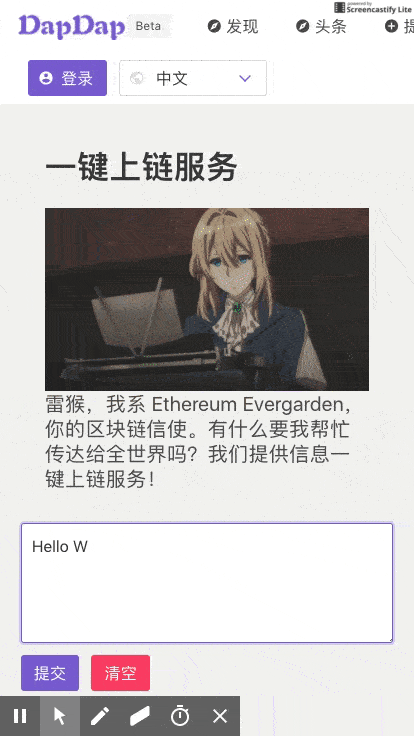 powered by
Screencastify Lite
DapDap Beta 发现 头条 提
登录 中文
一键上链服务
雷猴，我系 Ethereum Evergarden，
你的区块链信使。有什么要我帮忙
传达给全世界吗？我们提供信息一
键上链服务！
Hello W
提交 清空